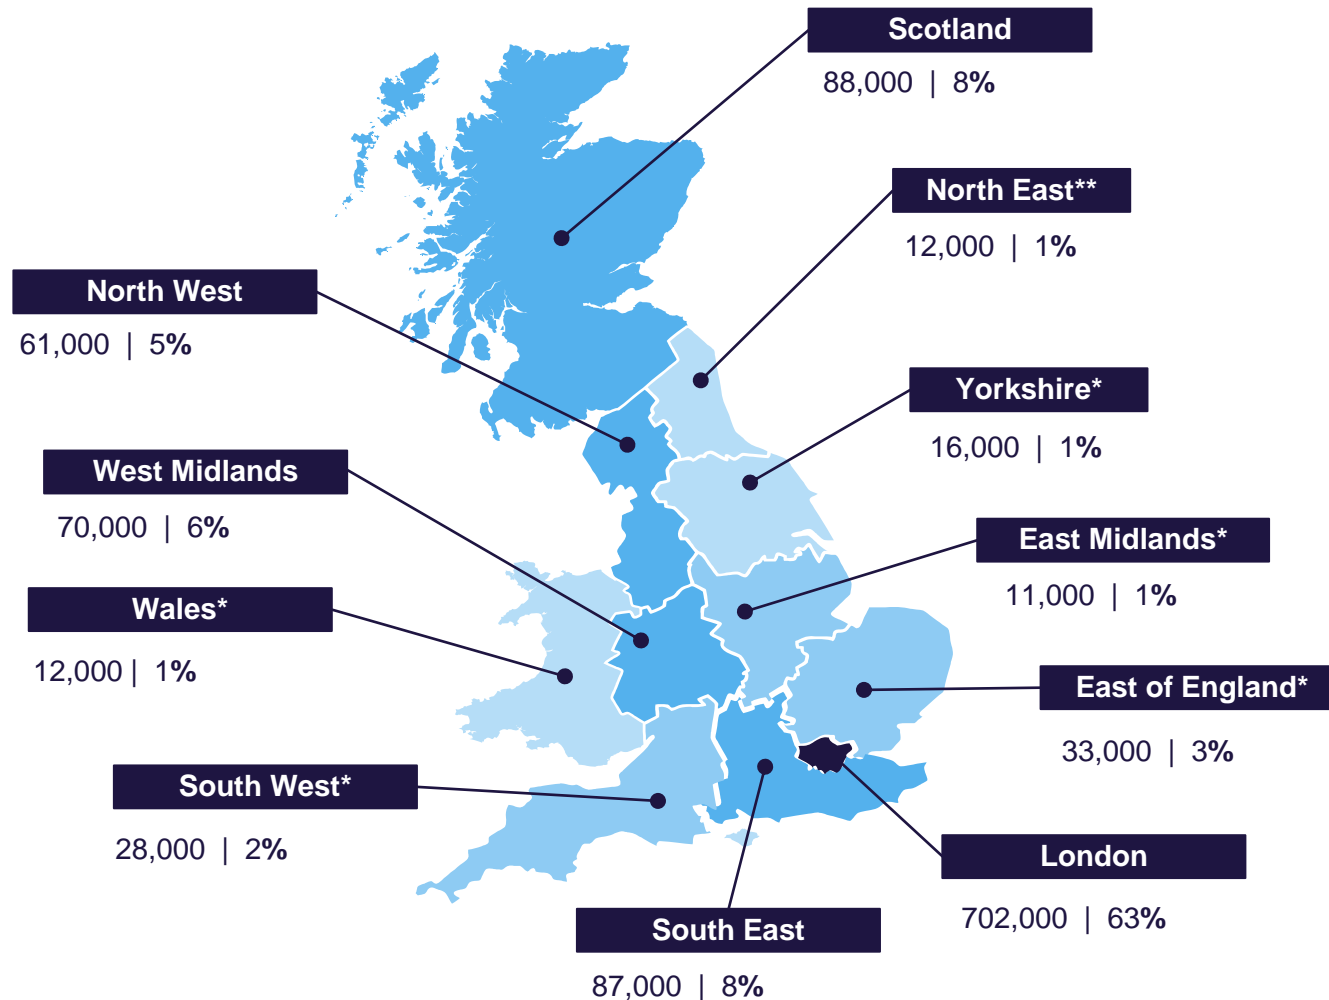 Scotland
88,000 | 8%
North East**
12,000 | 1%
North West
61,000 | 5%
Yorkshire*
16,000 | 1%
West Midlands
70,000 | 6%
East Midlands*
11,000 | 1%
Wales*
12,000 | 1%
East of England*
33,000 | 3%
South West*
28,000 | 2%
London
702,000 | 63%
South East
87,000 | 8%